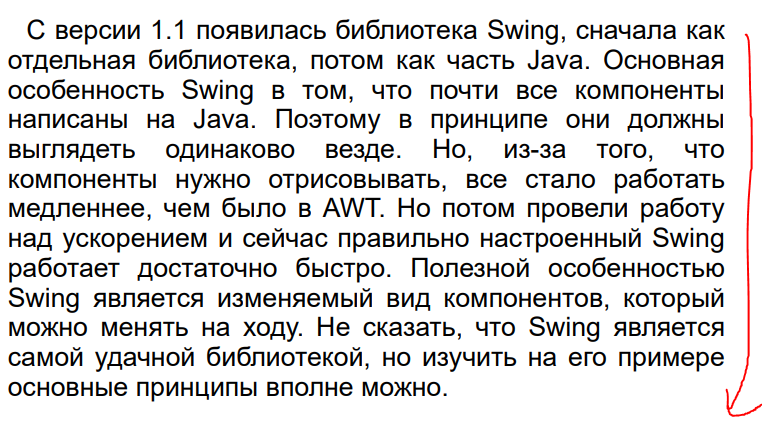 С версии 1.1 появилась библиотека Swing, сначала как
отдельная библиотека, потом как часть Java. Основная
особенность Swing в том, что почти все компоненты
написаны на Java. Поэтому в принципе они должны
выглядеть одинаково везде. Но, из-за того, что
компоненты нужно отрисовывать, все стало работать
медленнее, чем было в AWT. Но потом провели работу
над ускорением и сейчас правильно настроенный Swing
работает достаточно быстро. Полезной особенностью
Swing является изменяемый вид компонентов, который
можно менять на ходу. Не сказать, что Swing является
самой удачной библиотекой, но изучить на его примере
основные принципы вполне можно.